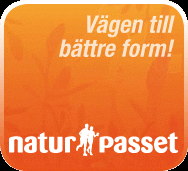 Vägen till
bättre form!
natur passet